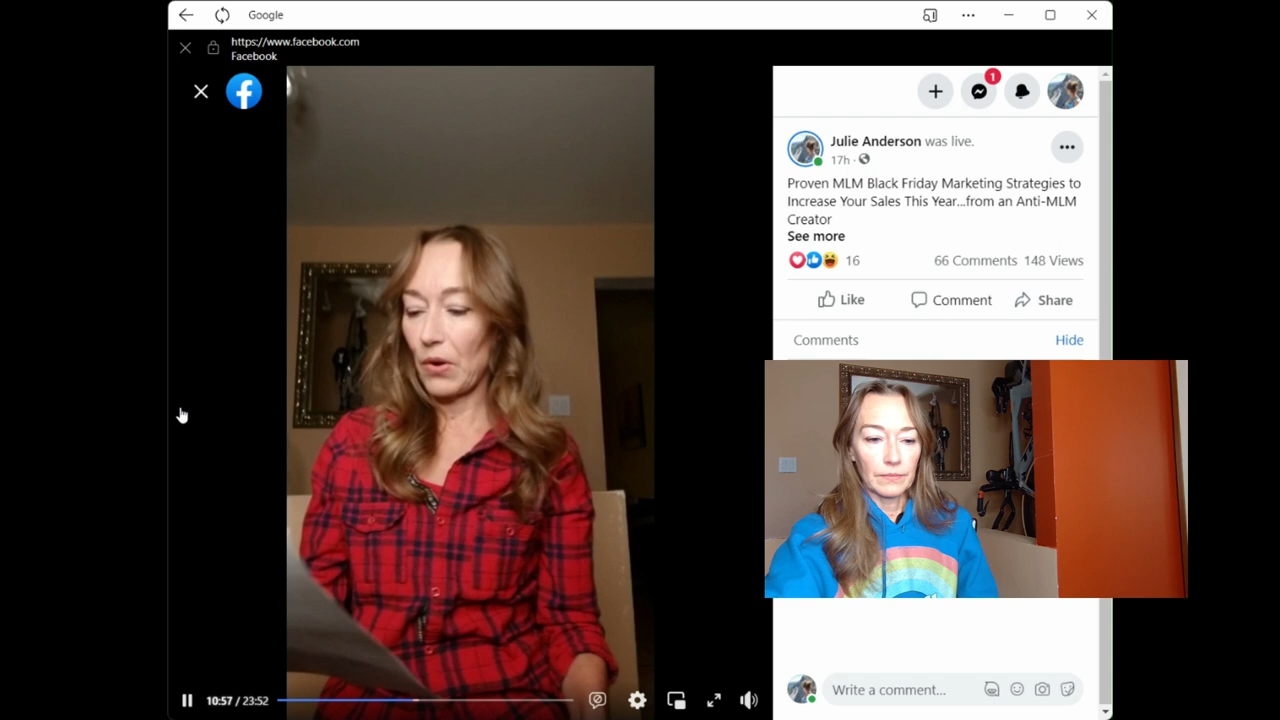 Google
https://www.facebook.com
Facebook
1
Julie Anderson was live.
17h ·
Proven MLM Black Friday Marketing Strategies to
Increase Your Sales This Year...from an Anti-MLM
Creator
See more
16
66 Comments 148 Views
Like
Comment
Share
Comments
Hide
10:57 / 23:52
Write a comment...